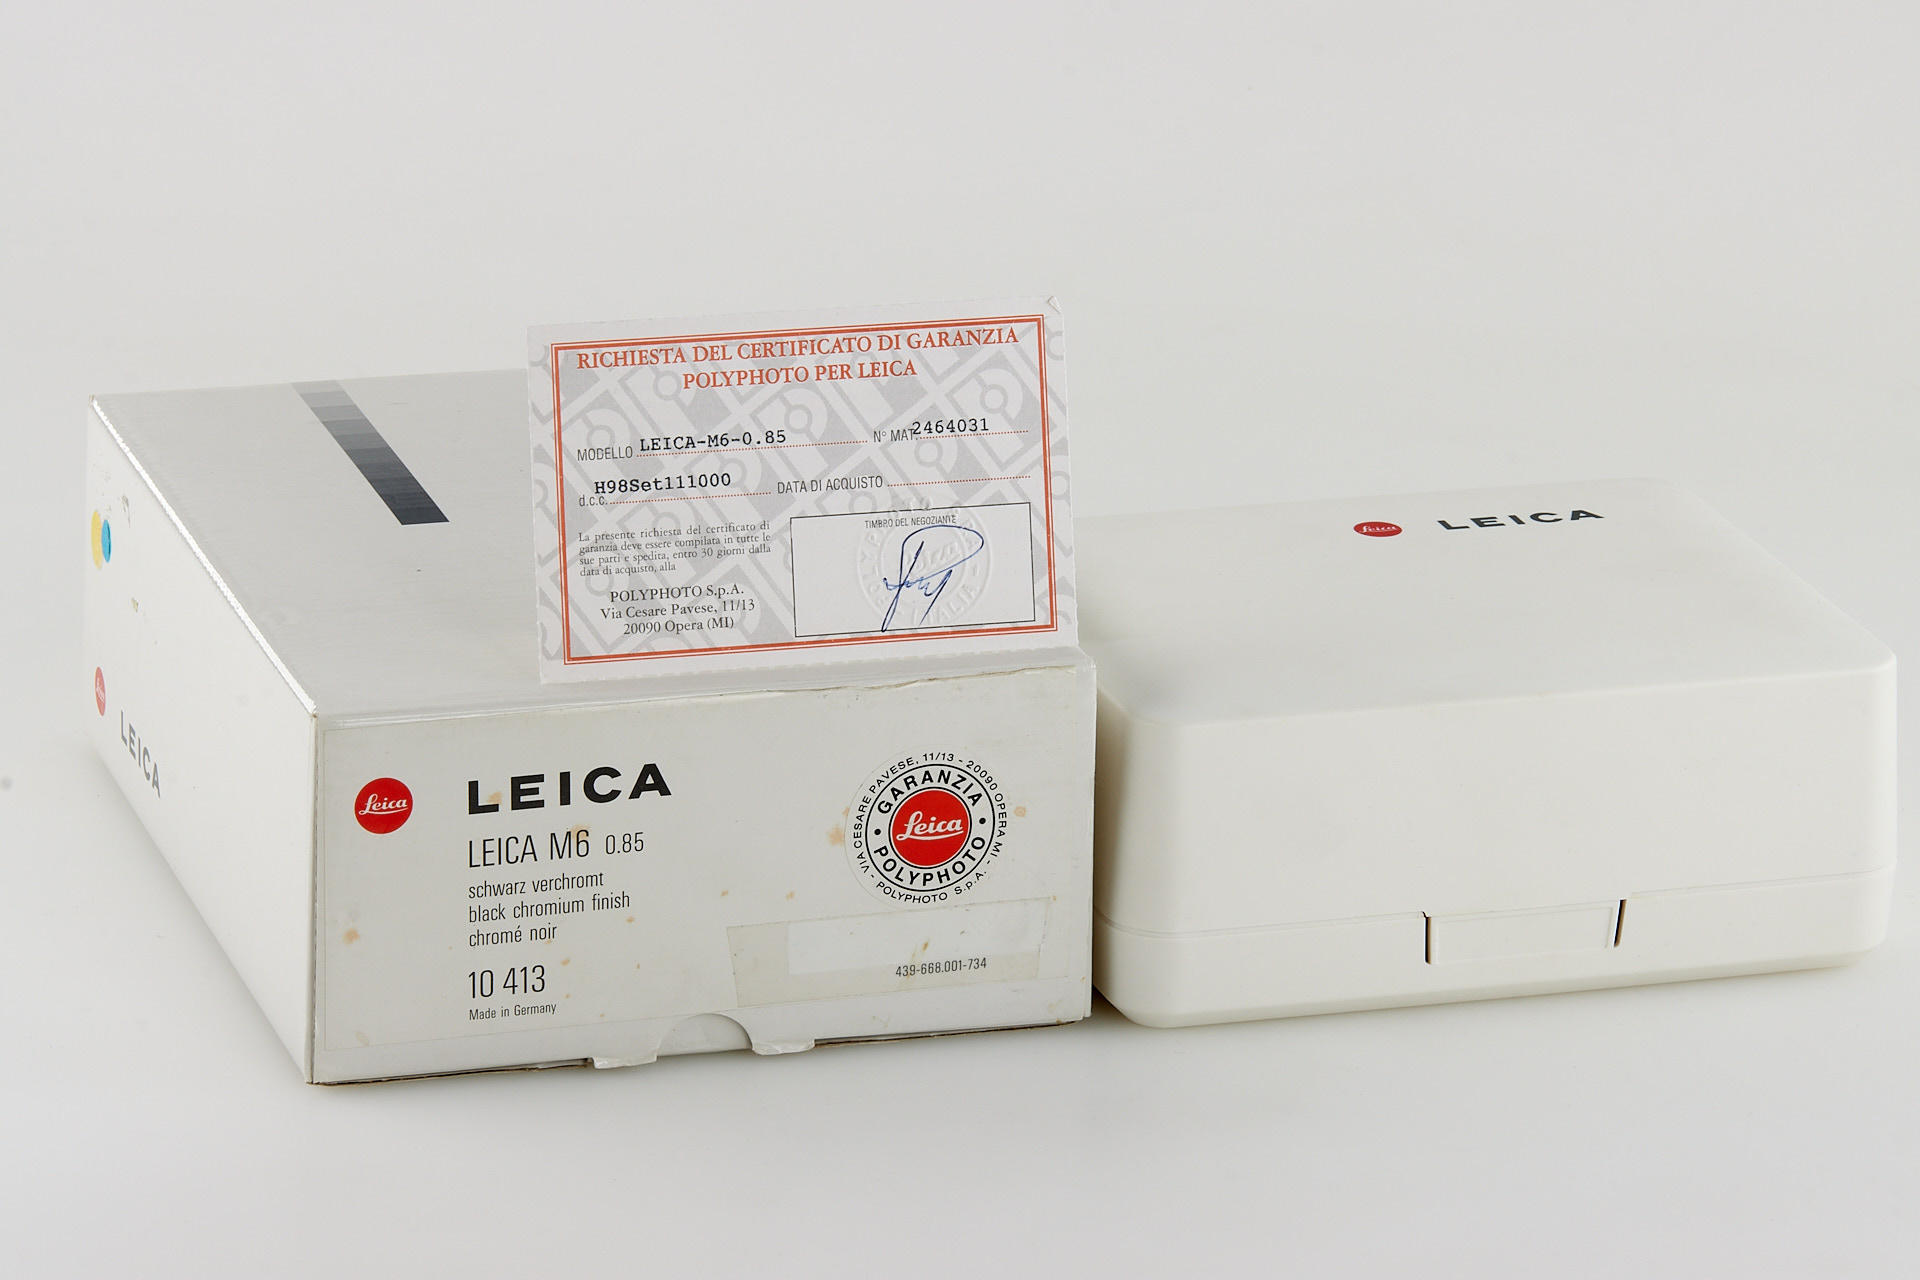 RICHIESTA DEL CERTIFICATO DI GARANZIA
POLYPHOTO PER LEICA
MODELLO LEICA-M6-0.85 N° MAT. 2464031
d.c.c. H98Set111000 DATA DI ACQUISTO
La presente richiesta del certificato di
garanzia deve essere compilata in tutte le
sue parti e spedita, entro 30 giorni dalla
data di acquisto, alla
POLYPHOTO S.p.A.
Via Cesare Pavese, 11/13
20090 Opera (MI)
TIMBRO DEL NEGOZIANTE
Leica
LEICA
Leica
LEICA
LEICA M6 0.85
schwarz verchromt
black chromium finish
chromé noir
10 413
Made in Germany
VIA CESARE PAVESE, 11/13 - 20090 OPERA MI - POLYPHOTO S.p.A. -
GARANZIA • POLYPHOTO •
Leica
439-668.001-734
Leica
LEICA